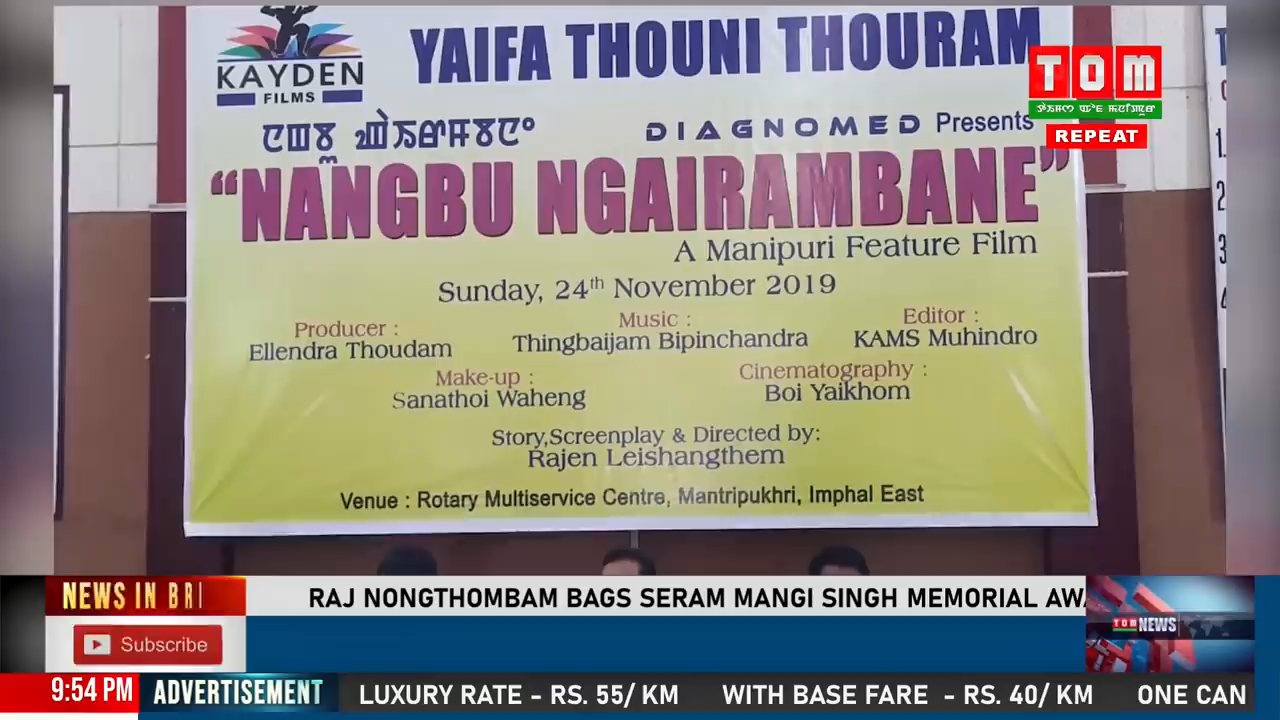 KAYDEN
FILMS
YAIFA THOUNI THOURAM
DIAGNOMED Presents
“NANGBU NGAIRAMBANE”
A Manipuri Feature Film
Sunday, 24th November 2019
Producer :
Ellendra Thoudam
Music :
Thingbaijam Bipinchandra
Editor :
KAMS Muhindro
Make-up :
Sanathoi Waheng
Cinematography :
Boi Yaikhom
Story,Screenplay & Directed by:
Rajen Leishangthem
Venue : Rotary Multiservice Centre, Mantripukhri, Imphal East
TOM
REPEAT
1.
2
3
NEWS IN BRI
RAJ NONGTHOMBAM BAGS SERAM MANGI SINGH MEMORIAL AWA
Subscribe
TOM NEWS
9:54 PM
ADVERTISEMENT
LUXURY RATE - RS. 55/ KM WITH BASE FARE - RS. 40/ KM ONE CAN